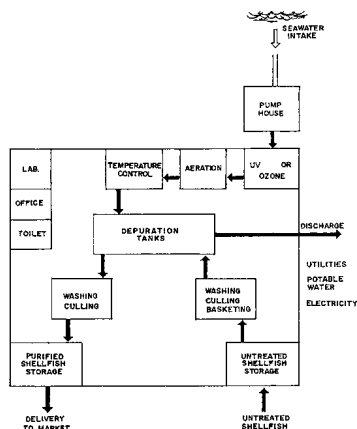 SEAWATER
INTAKE
PUMP
HOUSE
LAB.
TEMPERATURE
CONTROL
AERATION
UV OR
OZONE
OFFICE
TOILET
DEPURATION
TANKS
DISCHARGE
UTILITIES
POTABLE
WATER
ELECTRICITY
WASHING
CULLING
WASHING
CULLING
BASKETING
PURIFIED
SHELLFISH
STORAGE
UNTREATED
SHELLFISH
STORAGE
DELIVERY
TO MARKET
UNTREATED
SHELLFISH